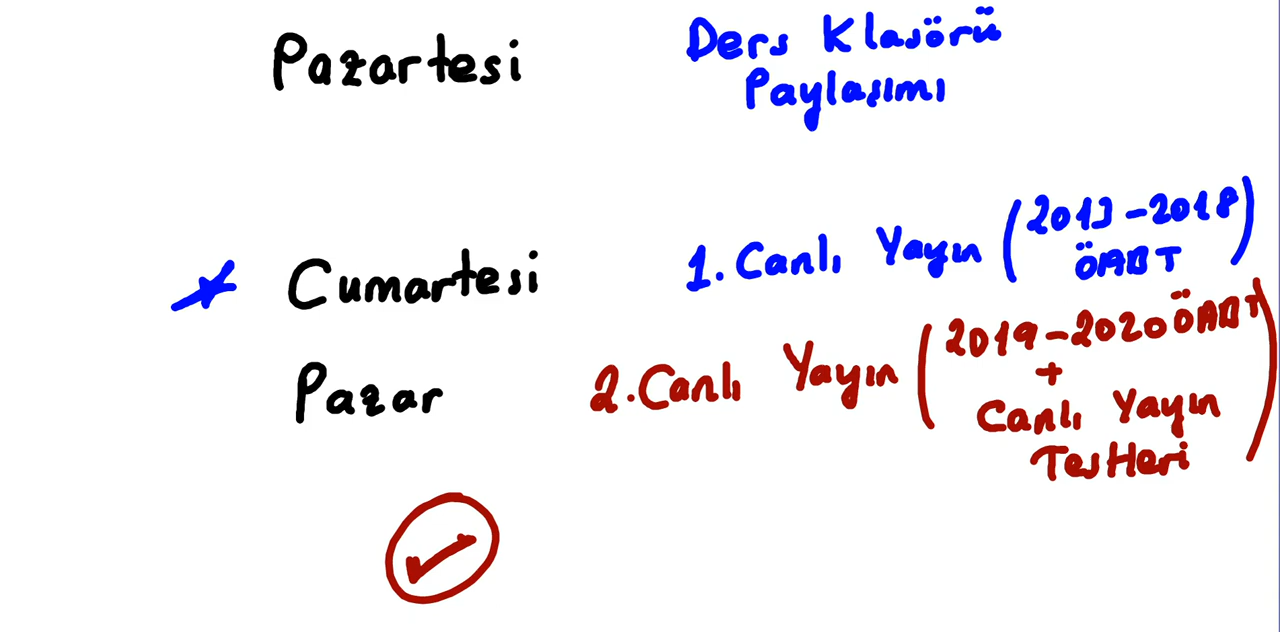 Pazartesi
Ders Klasörü
Paylaşımı
Cumartesi
1. Canlı Yayın (2013-2018
ÖABT)
Pazar
2. Canlı Yayın (2019-2020 ÖABT
+
Canlı Yayın
Testleri)